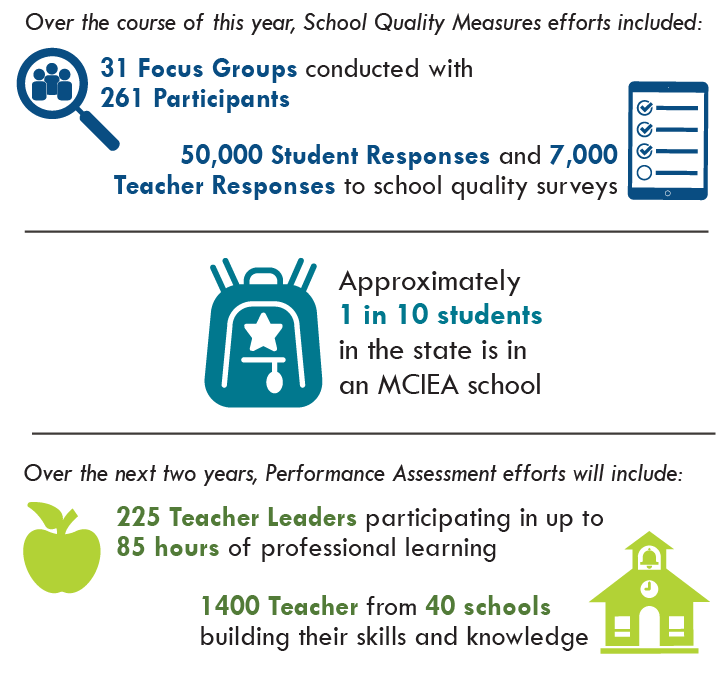 Over the course of this year, School Quality Measures efforts included:
31 Focus Groups conducted with
261 Participants
50,000 Student Responses and 7,000
Teacher Responses to school quality surveys
Approximately
1 in 10 students
in the state is in
an MCIEA school
Over the next two years, Performance Assessment efforts will include:
225 Teacher Leaders participating in up to
85 hours of professional learning
1400 Teacher from 40 schools
building their skills and knowledge